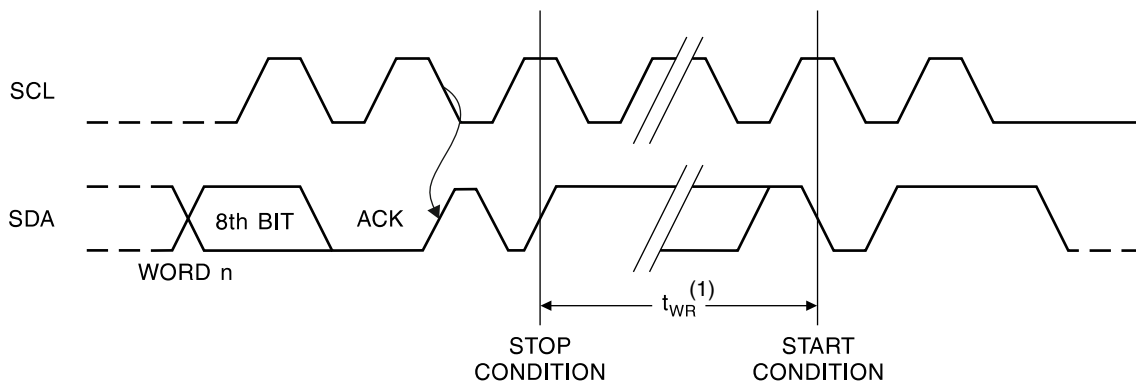 SCL
SDA
8th BIT
ACK
WORD n
tWR(1)
STOP
CONDITION
START
CONDITION